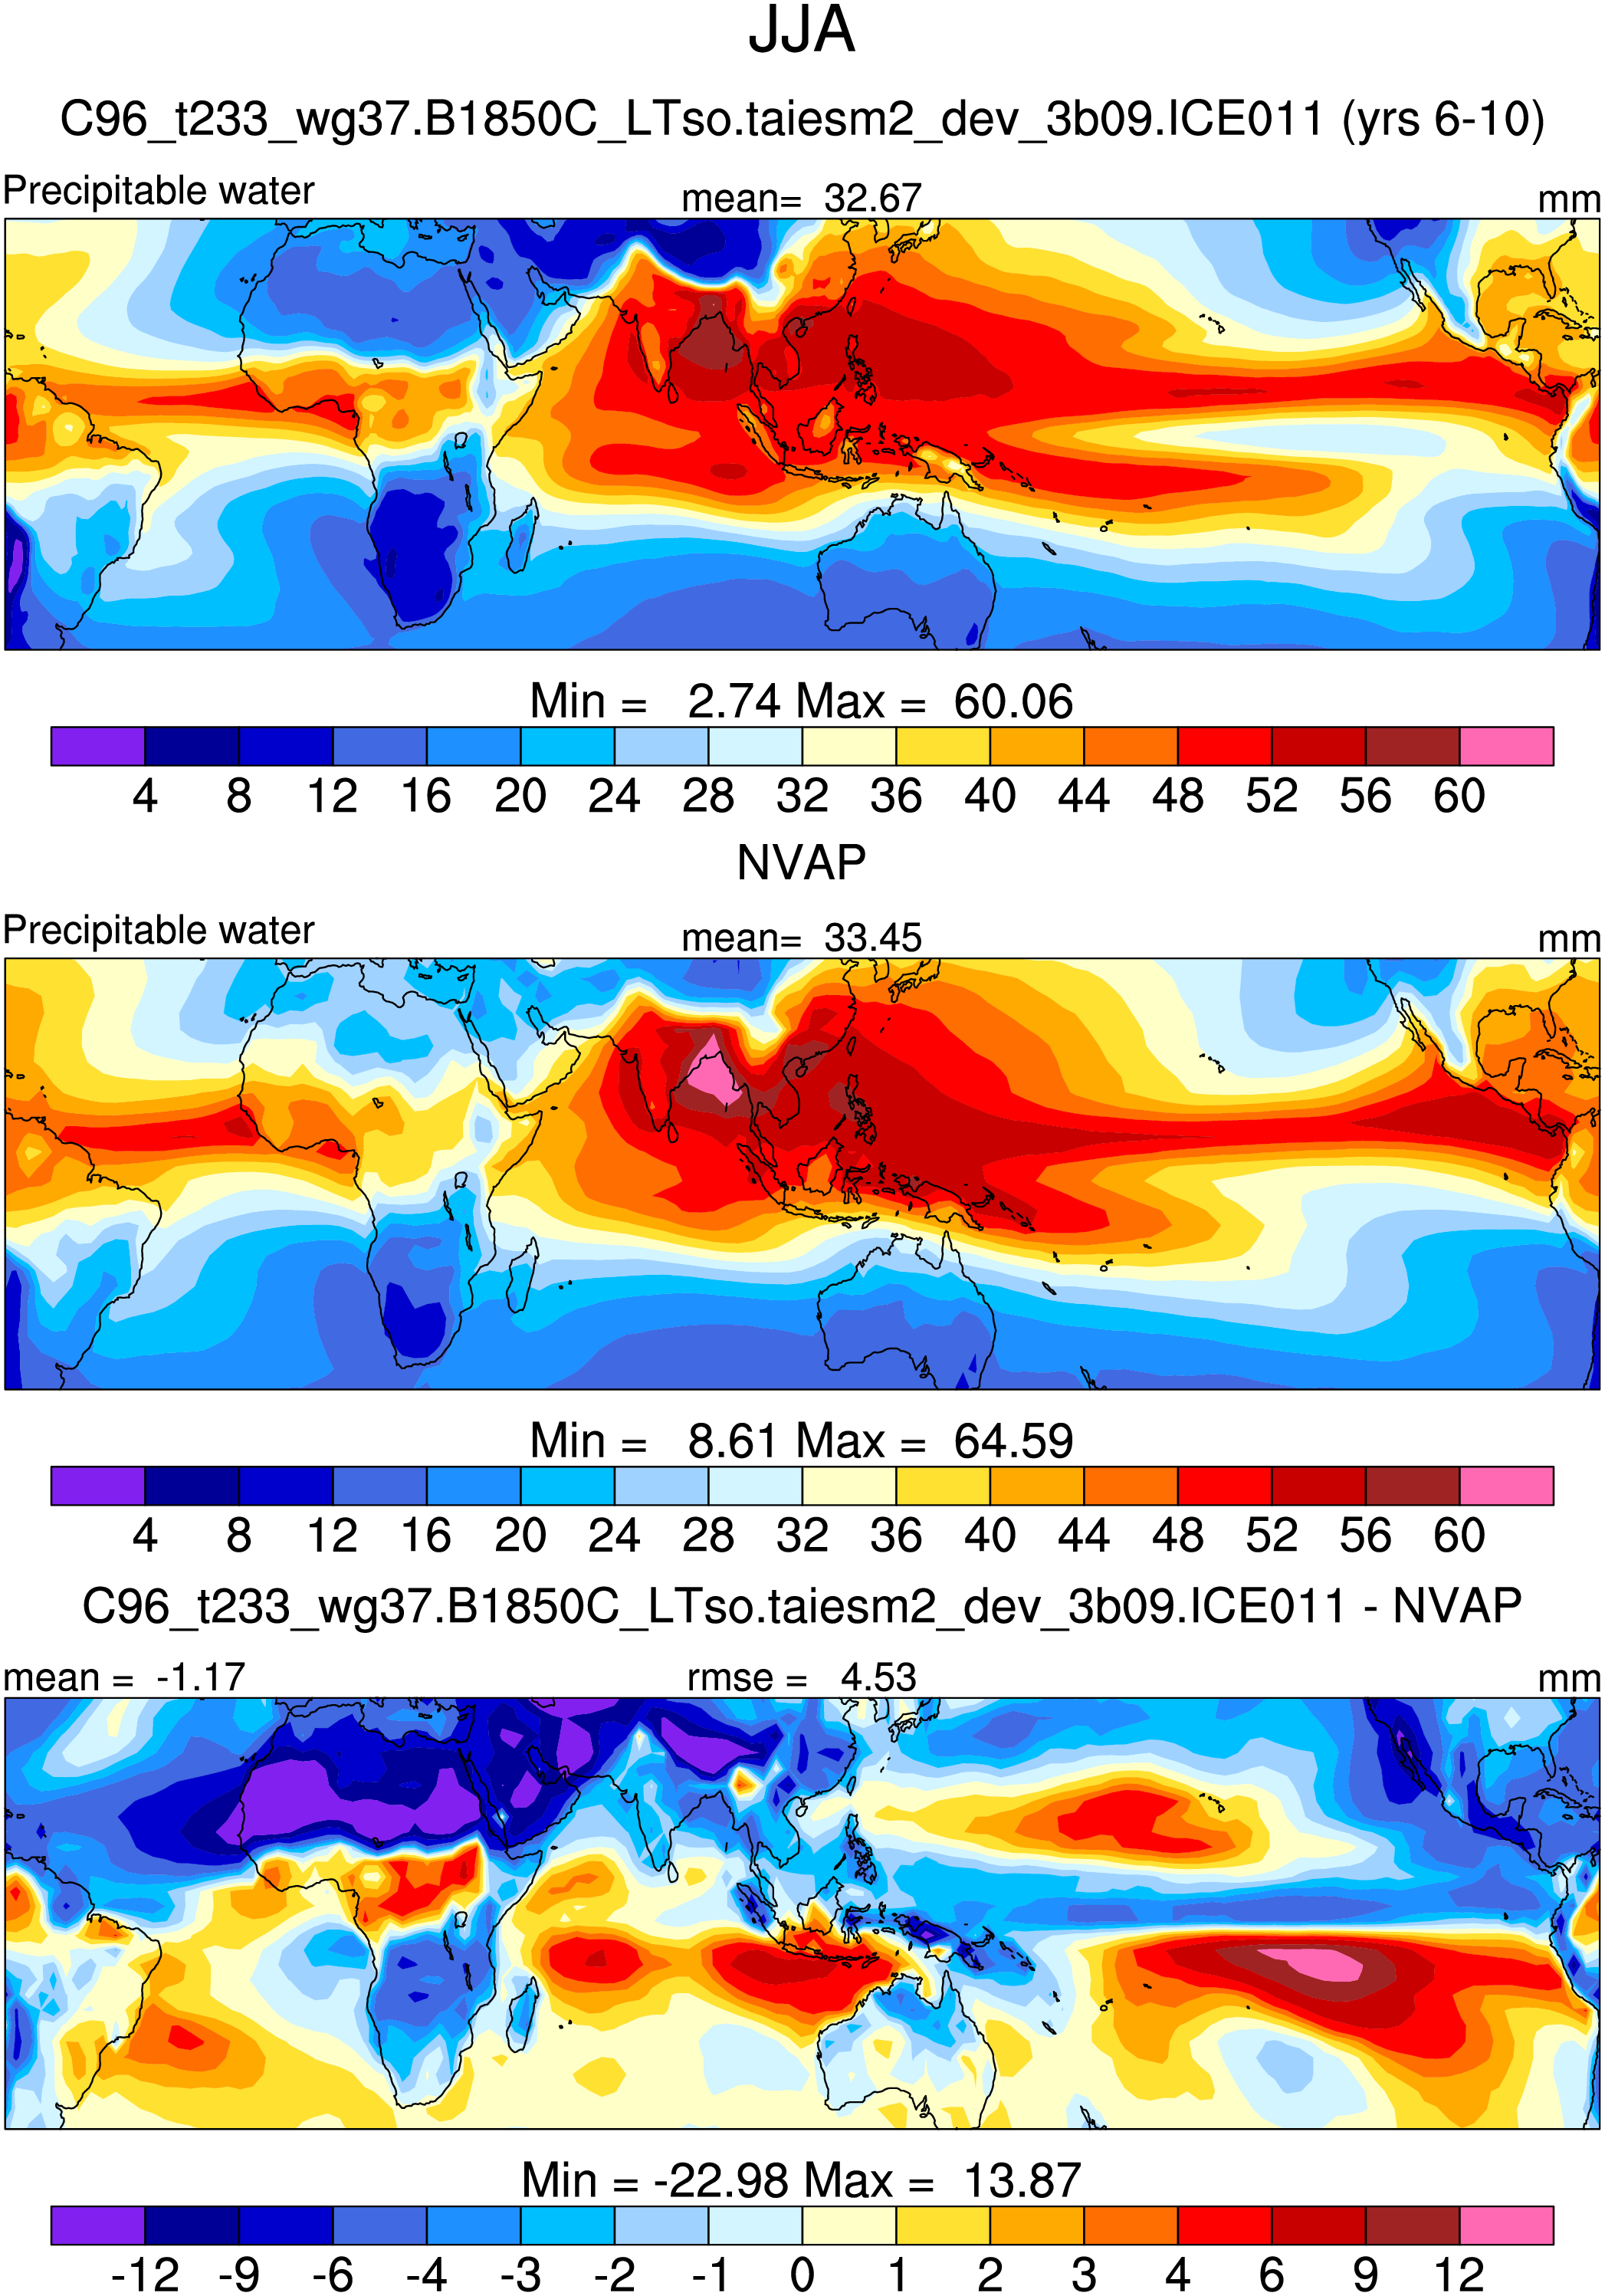 JJA
C96_t233_wg37.B1850C_LTso.taiesm2_dev_3b09.ICE011 (yrs 6-10)
Precipitable water mean= 32.67 mm
Min = 2.74 Max = 60.06
4 8 12 16 20 24 28 32 36 40 44 48 52 56 60
NVAP
Precipitable water mean= 33.45 mm
Min = 8.61 Max = 64.59
4 8 12 16 20 24 28 32 36 40 44 48 52 56 60
C96_t233_wg37.B1850C_LTso.taiesm2_dev_3b09.ICE011 - NVAP
mean = -1.17 rmse = 4.53 mm
Min = -22.98 Max = 13.87
-12 -9 -6 -4 -3 -2 -1 0 1 2 3 4 6 9 12